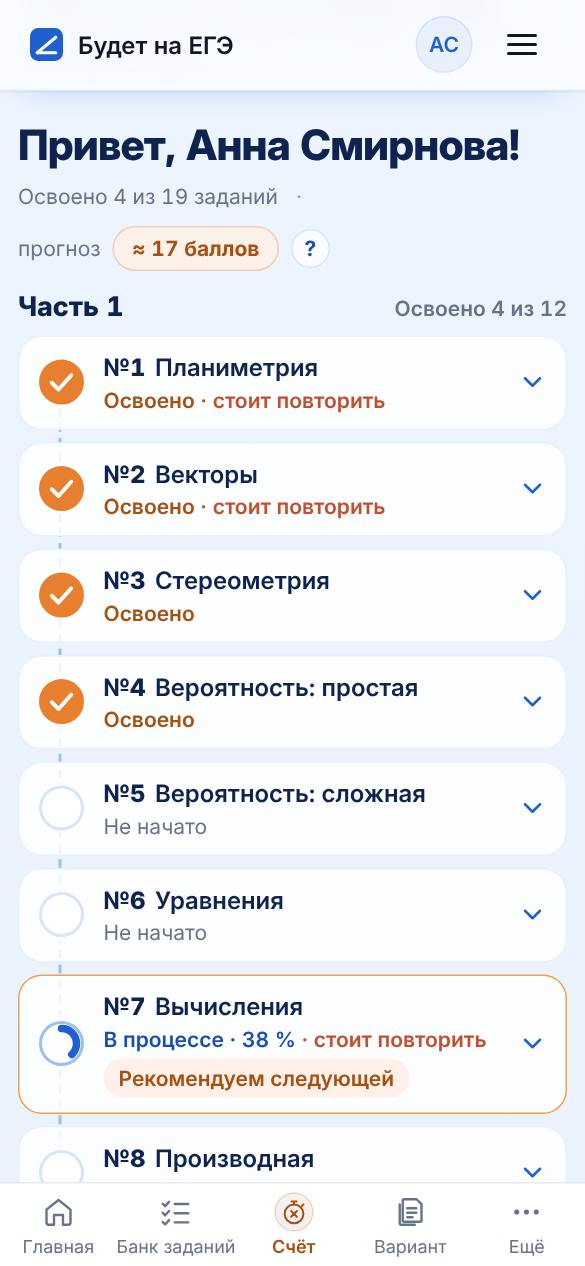 Будет на ЕГЭ
АС
Привет, Анна Смирнова!
Освоено 4 из 19 заданий ·
прогноз ≈ 17 баллов ?
Часть 1 Освоено 4 из 12
№1 Планиметрия
Освоено · стоит повторить
№2 Векторы
Освоено · стоит повторить
№3 Стереометрия
Освоено
№4 Вероятность: простая
Освоено
№5 Вероятность: сложная
Не начато
№6 Уравнения
Не начато
№7 Вычисления
В процессе · 38 % · стоит повторить
Рекомендуем следующей
№8 Производная
Главная Банк заданий Счёт Вариант Ещё